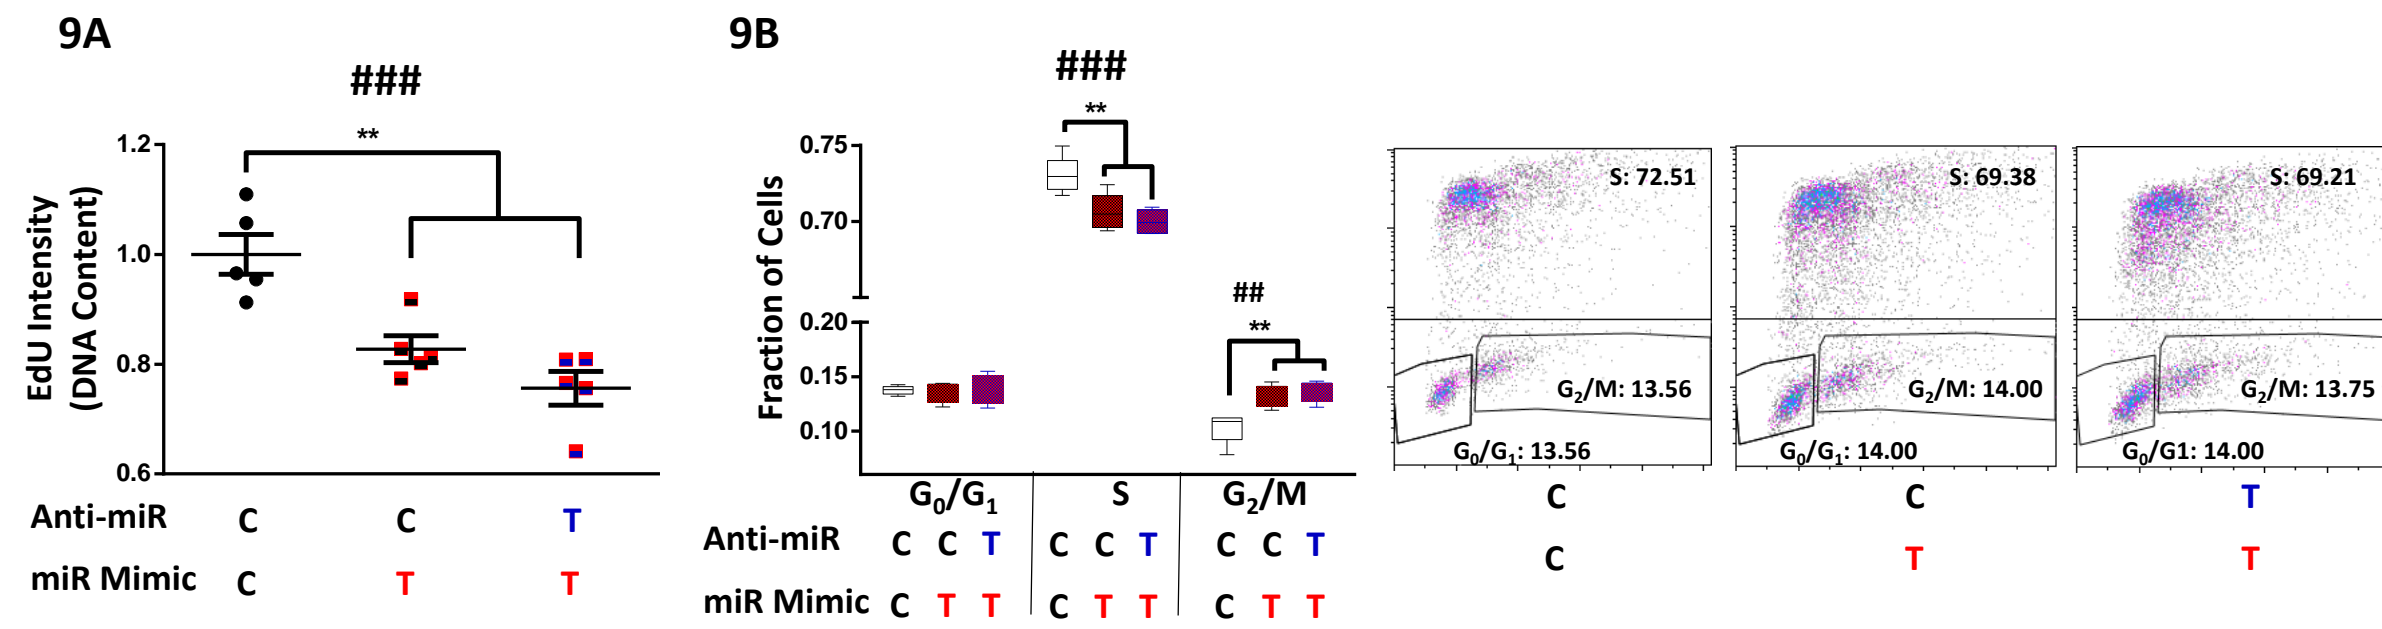 9A
###
**
1.2
1.0
0.8
0.6
EdU Intensity
(DNA Content)
Anti-miR C C T
miR Mimic C T T
9B
###
**
##
**
0.75
0.70
0.20
0.15
0.10
Fraction of Cells
G₀/G₁ S G₂/M
Anti-miR C C T C C T C C T
miR Mimic C T T C T T C T T
S: 72.51
G₂/M: 13.56
G₀/G₁: 13.56
C
C
S: 69.38
G₂/M: 14.00
G₀/G₁: 14.00
C
T
S: 69.21
G₂/M: 13.75
G₀/G1: 14.00
T
T